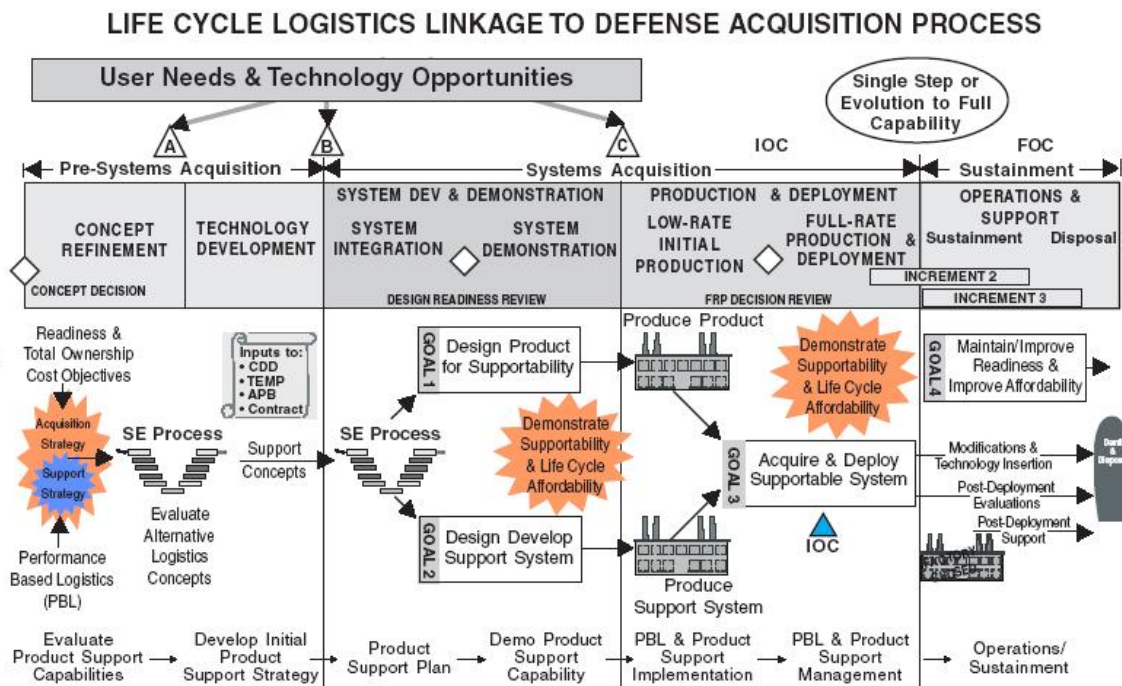 LIFE CYCLE LOGISTICS LINKAGE TO DEFENSE ACQUISITION PROCESS
User Needs & Technology Opportunities
Single Step or
Evolution to Full
Capability
A
B
C
IOC
FOC
Pre-Systems Acquisition
Systems Acquisition
Sustainment
CONCEPT
REFINEMENT
CONCEPT DECISION
TECHNOLOGY
DEVELOPMENT
SYSTEM DEV & DEMONSTRATION
SYSTEM
INTEGRATION
SYSTEM
DEMONSTRATION
DESIGN READINESS REVIEW
PRODUCTION & DEPLOYMENT
LOW-RATE
INITIAL
PRODUCTION
FULL-RATE
PRODUCTION &
DEPLOYMENT
FRP DECISION REVIEW
OPERATIONS &
SUPPORT
Sustainment
Disposal
INCREMENT 2
INCREMENT 3
Readiness &
Total Ownership
Cost Objectives
Acquisition
Strategy
Support
Strategy
Performance
Based Logistics
(PBL)
SE Process
Evaluate
Alternative
Logistics
Concepts
Inputs to:
• CDD
• TEMP
• APB
• Contract
Support
Concepts
SE Process
GOAL 1
Design Product
for Supportability
Demonstrate
Supportability
& Life Cycle
Affordability
GOAL 2
Design Develop
Support System
Produce Product
Demonstrate
Supportability
& Life Cycle
Affordability
GOAL 3
Acquire & Deploy
Supportable System
IOC
Produce
Support System
GOAL 4
Maintain/Improve
Readiness &
Improve Affordability
Modifications &
Technology Insertion
Post-Deployment
Evaluations
Post-Deployment
Support
Evaluate
Product Support
Capabilities
Develop Initial
Product
Support Strategy
Product
Support Plan
Demo Product
Support
Capability
PBL & Product
Support
Implementation
PBL & Product
Support
Management
Operations/
Sustainment